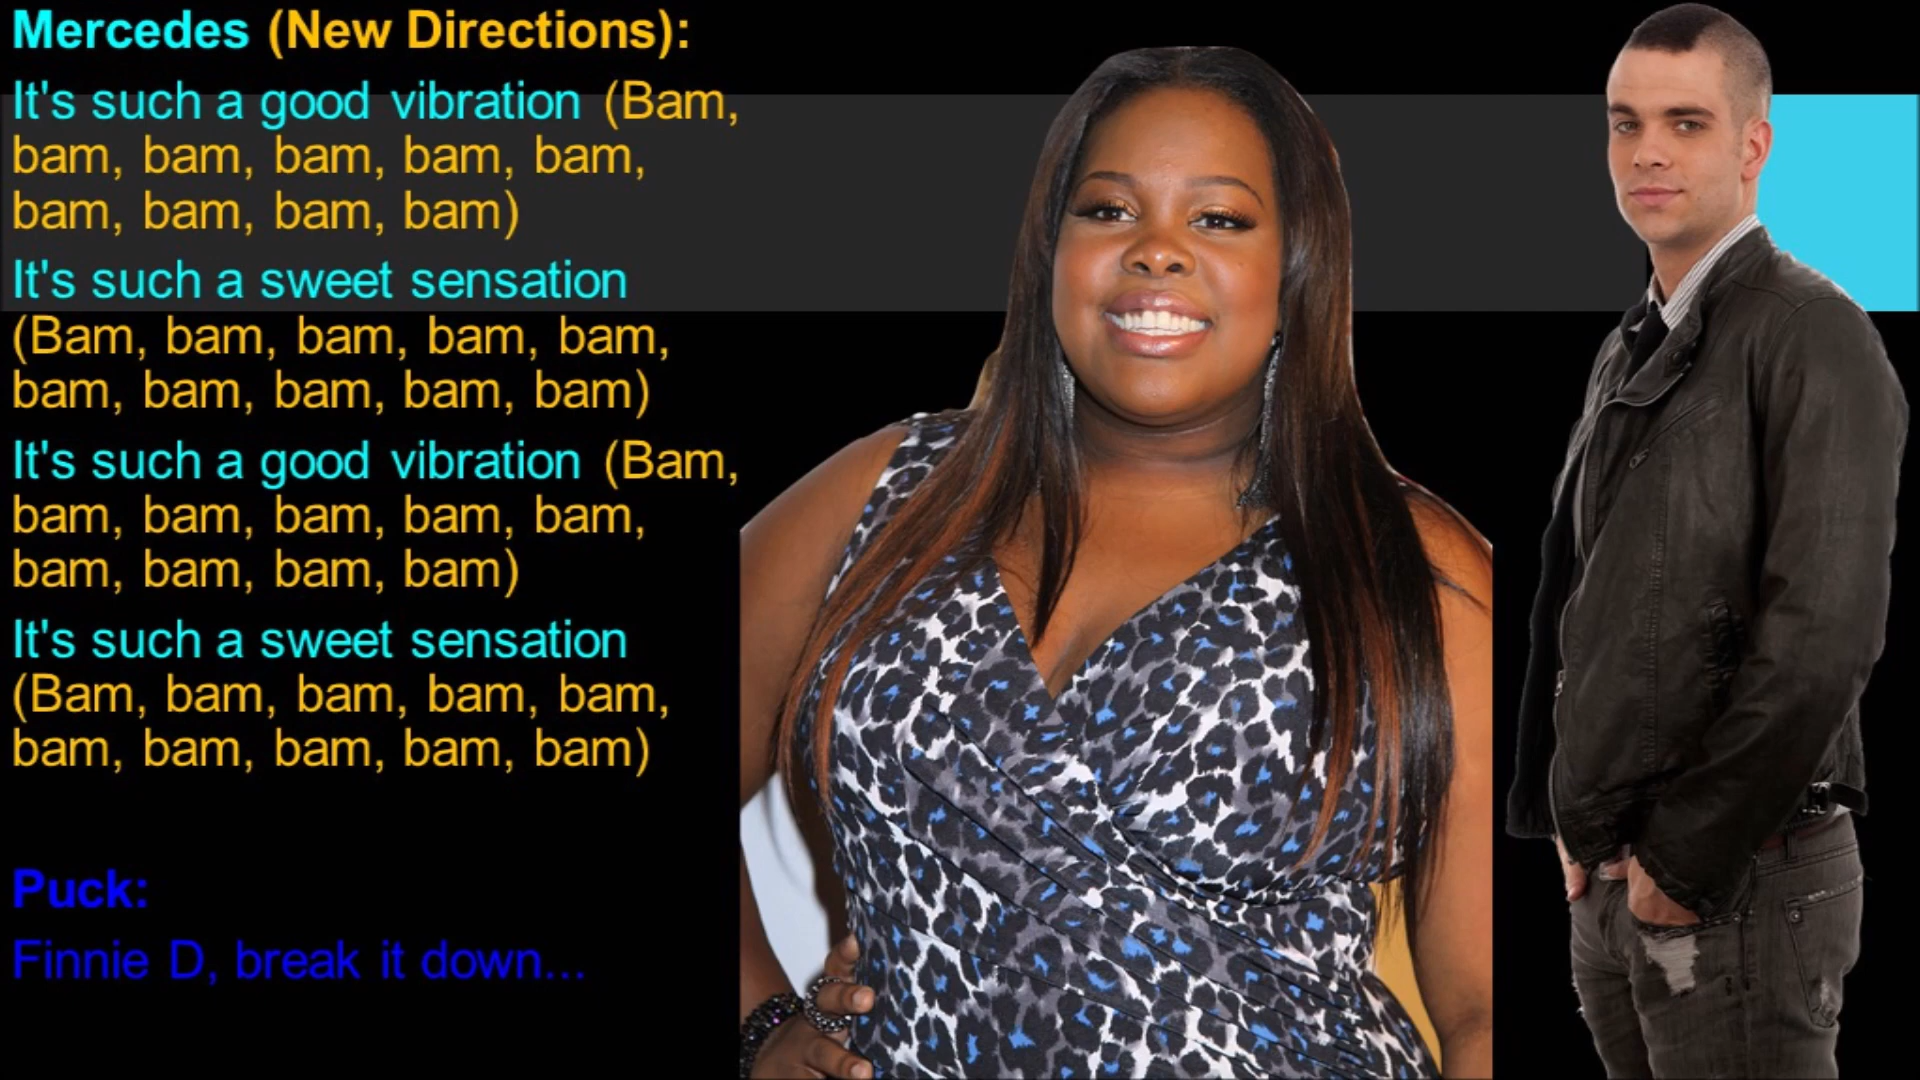 Mercedes (New Directions):
It's such a good vibration (Bam,
bam, bam, bam, bam, bam,
bam, bam, bam, bam)
It's such a sweet sensation
(Bam, bam, bam, bam, bam,
bam, bam, bam, bam, bam)
It's such a good vibration (Bam,
bam, bam, bam, bam, bam,
bam, bam, bam, bam)
It's such a sweet sensation
(Bam, bam, bam, bam, bam,
bam, bam, bam, bam, bam)
Puck:
Finnie D, break it down...